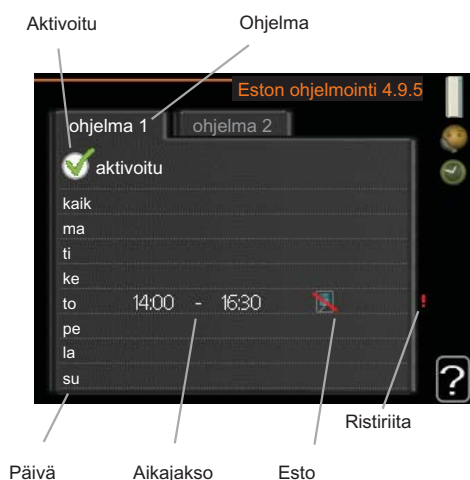 Aktivoitu Ohjelma
Eston ohjelmointi 4.9.5
ohjelma 1 ohjelma 2
aktivoitu
kaik
ma
ti
ke
to 14:00 - 16:30 !
pe
la
su
?
Ristiriita
Päivä Aikajakso Esto